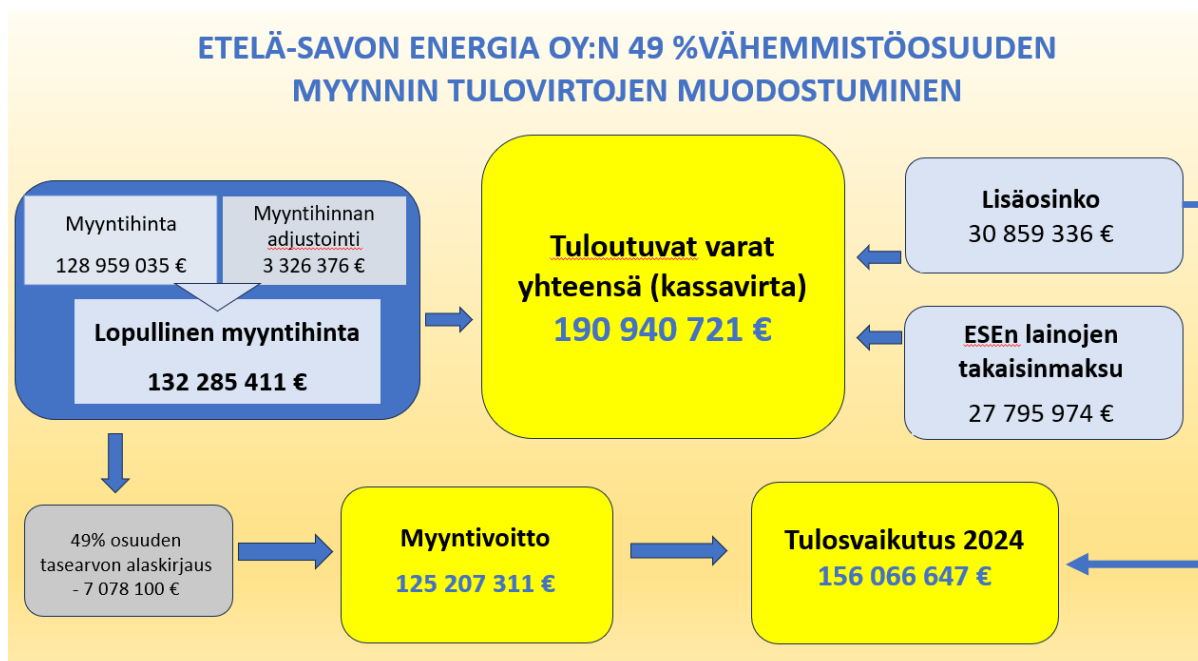 ETELÄ-SAVON ENERGIA OY:N 49 %VÄHEMMISTÖOSUUDEN
MYYNNIN TULOVIRTOJEN MUODOSTUMINEN
Myyntihinta
128 959 035 €
Myyntihinnan
adjustointi
3 326 376 €
Lopullinen myyntihinta
132 285 411 €
Tuloutuvat varat
yhteensä (kassavirta)
190 940 721 €
Lisäosinko
30 859 336 €
ESEn lainojen
takaisinmaksu
27 795 974 €
49% osuuden
tasearvon alaskirjaus
- 7 078 100 €
Myyntivoitto
125 207 311 €
Tulosvaikutus 2024
156 066 647 €